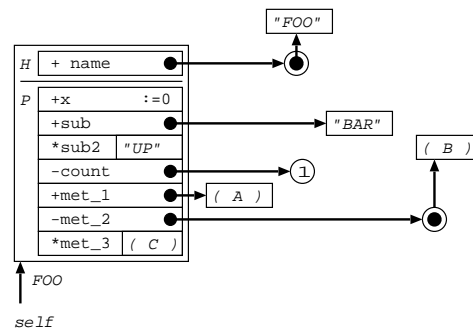 "FOO"
H + name
P +x :=0
+sub "BAR"
*sub2 "UP" ( B )
-count 1
+met_1 ( A )
-met_2
*met_3 ( C )
FOO
self